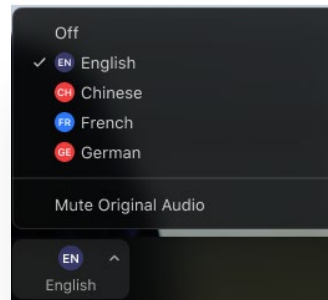 Off
EN English
CH Chinese
FR French
GE German
Mute Original Audio
EN
English